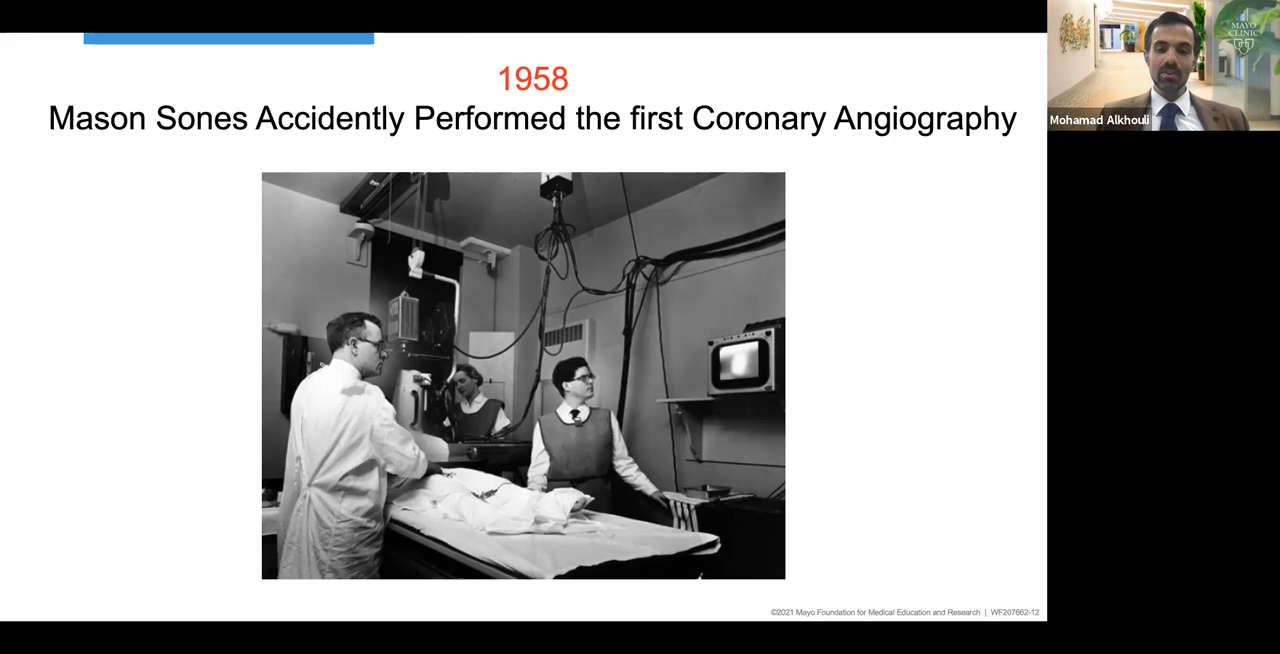 1958
Mason Sones Accidently Performed the first Coronary Angiography
MAYO
CLINIC
Mohamad Alkhouli
©2021 Mayo Foundation for Medical Education and Research | WF207662-12